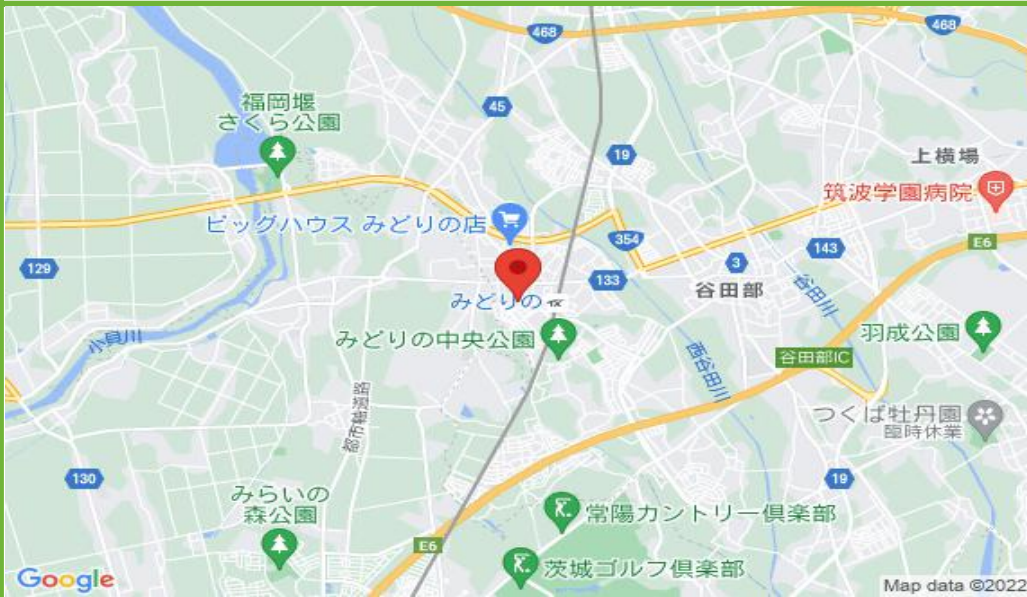 468
468
福岡堰
さくら公園
45
19
上横場
筑波学園病院
ビッグハウス みどりの店
354
143
E6
129
133
3
谷田部
谷田川
みどりの
小貝川
みどりの中央公園
西谷田川
谷田部IC
羽成公園
都市軸道路
つくば牡丹園
臨時休業
130
19
みらいの
森公園
常陽カントリー倶楽部
E6
茨城ゴルフ倶楽部
Google
Map data ©2022